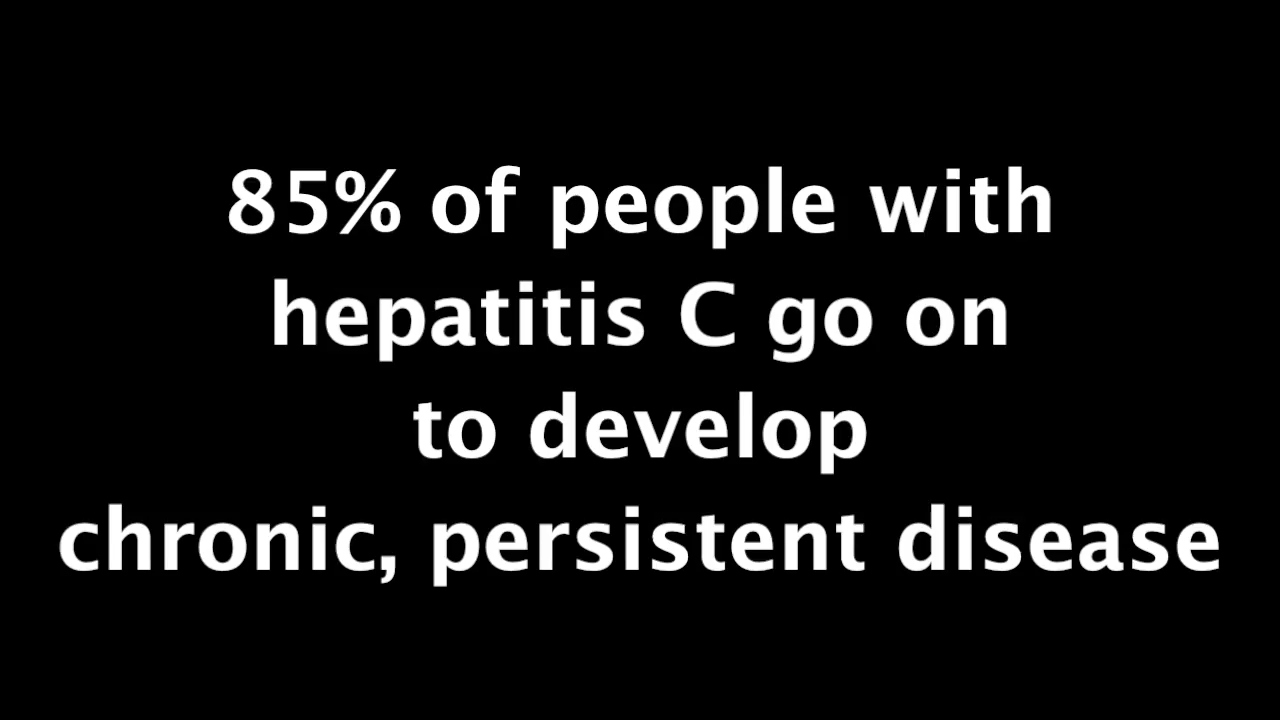 85% of people with
hepatitis C go on
to develop
chronic, persistent disease